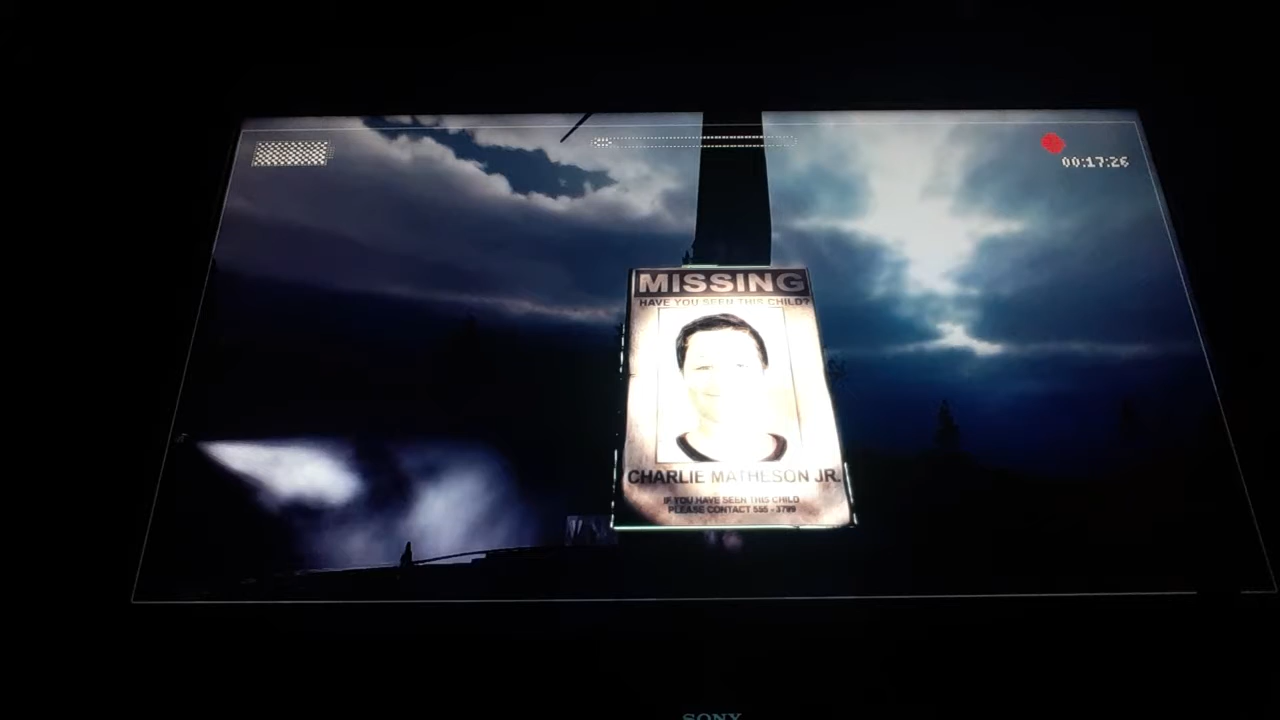 00:17:26
MISSING
HAVE YOU SEEN THIS CHILD?
CHARLIE MATHESON JR.
IF YOU HAVE SEEN THIS CHILD
PLEASE CONTACT 555 - 3799
SONY